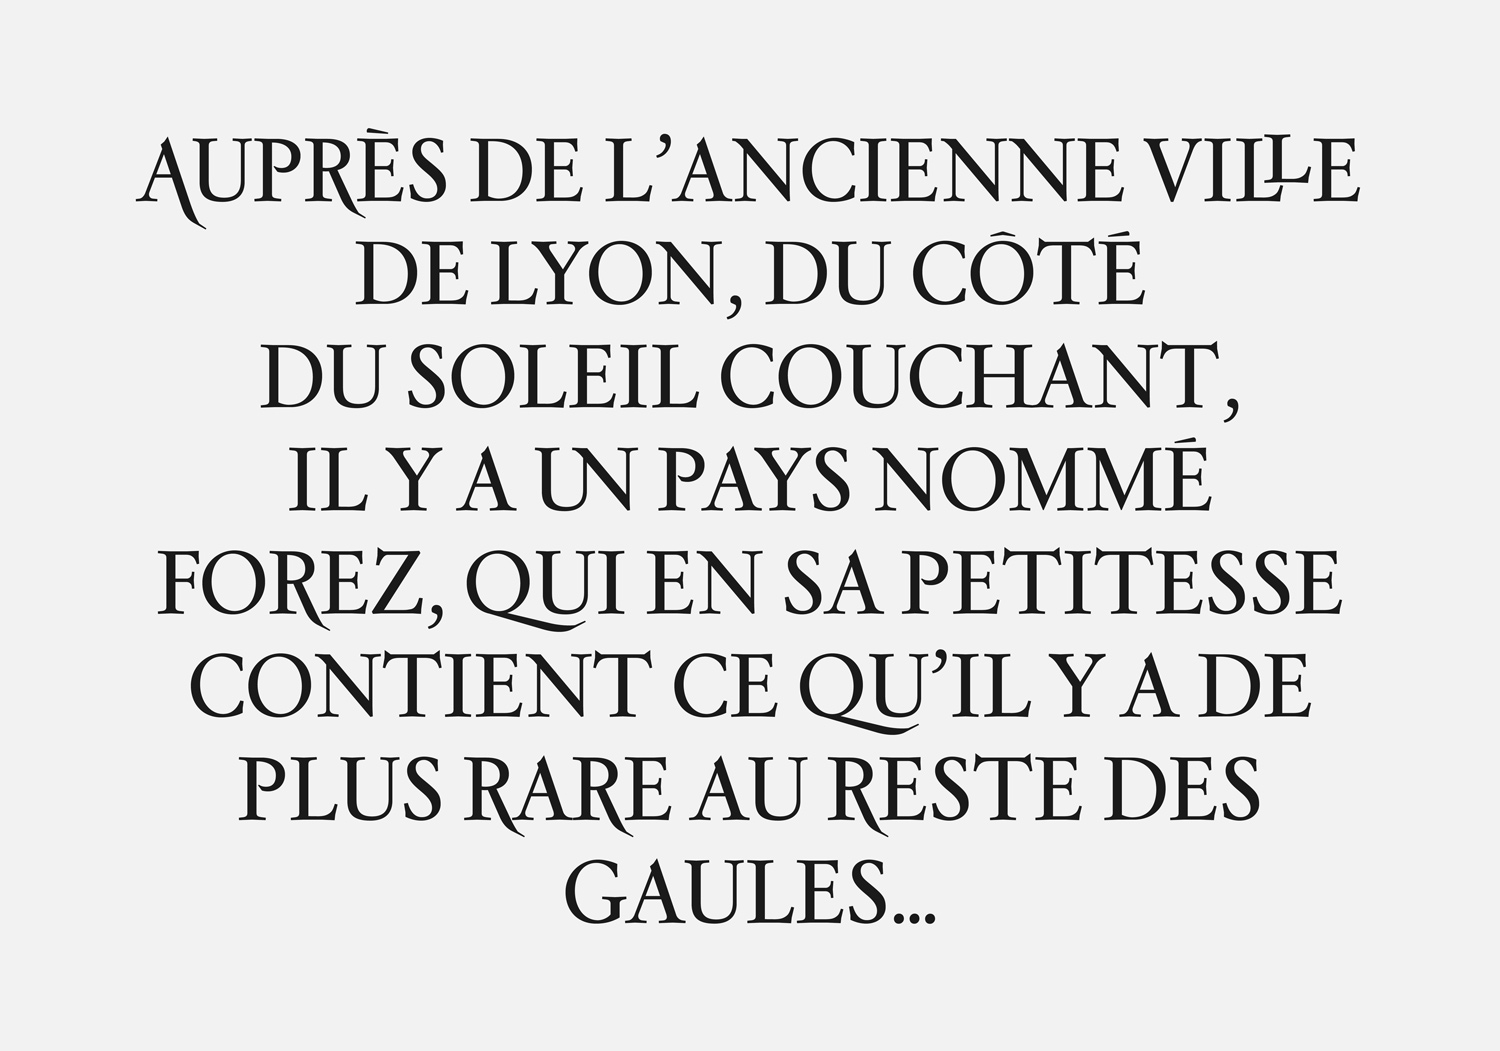 AUPRÈS DE L’ANCIENNE VILLE
DE LYON, DU CÔTÉ
DU SOLEIL COUCHANT,
IL Y A UN PAYS NOMMÉ
FOREZ, QUI EN SA PETITESSE
CONTIENT CE QU’IL Y A DE
PLUS RARE AU RESTE DES
GAULES…